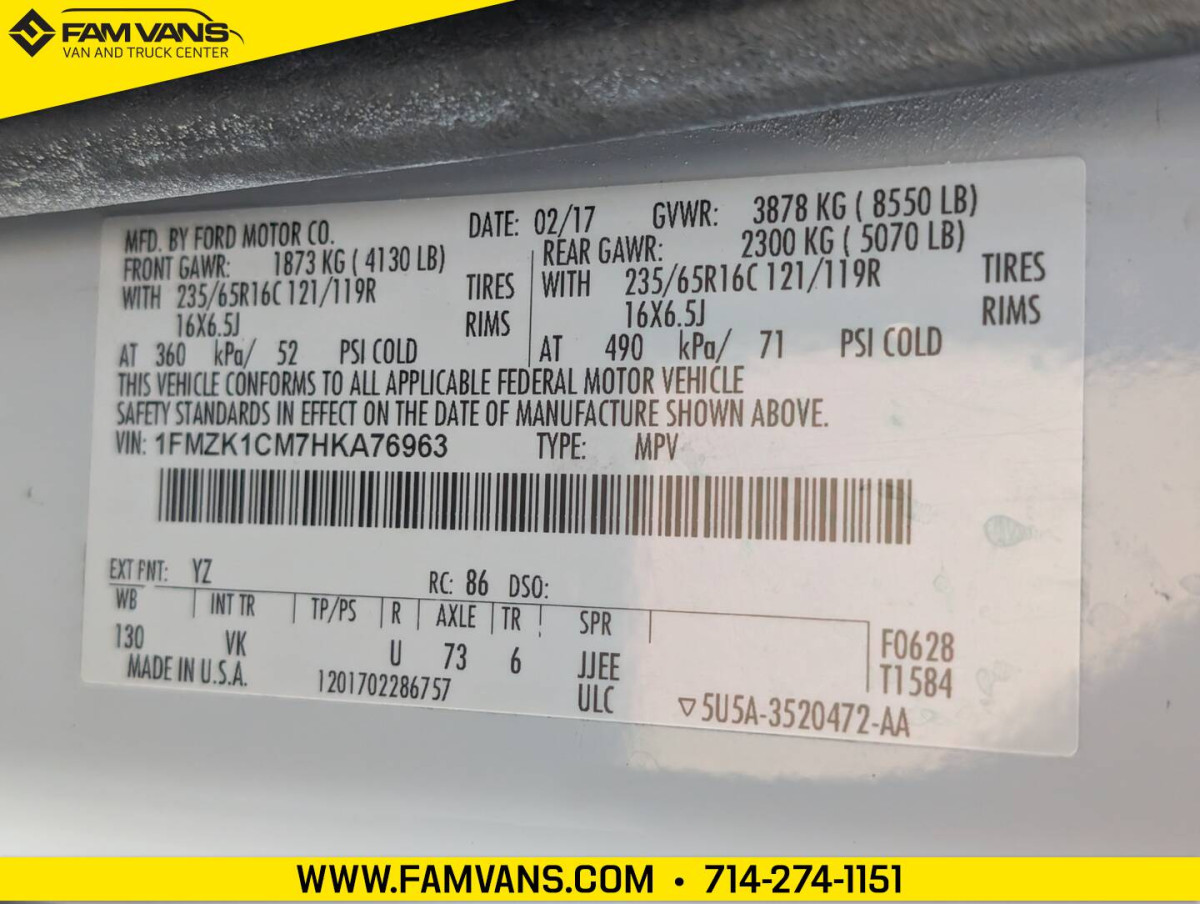 FAM VANS
VAN AND TRUCK CENTER
MFD. BY FORD MOTOR CO. DATE: 02/17 GVWR: 3878 KG ( 8550 LB)
FRONT GAWR: 1873 KG ( 4130 LB) REAR GAWR: 2300 KG ( 5070 LB)
WITH 235/65R16C 121/119R TIRES WITH 235/65R16C 121/119R TIRES
16X6.5J RIMS 16X6.5J RIMS
AT 360 kPa/ 52 PSI COLD AT 490 kPa/ 71 PSI COLD
THIS VEHICLE CONFORMS TO ALL APPLICABLE FEDERAL MOTOR VEHICLE
SAFETY STANDARDS IN EFFECT ON THE DATE OF MANUFACTURE SHOWN ABOVE.
VIN: 1FMZK1CM7HKA76963 TYPE: MPV
EXT PNT: YZ RC: 86 DSO:
WB INT TR TP/PS R AXLE TR SPR
130 VK U 73 6 JJEE F0628
MADE IN U.S.A. 1201702286757 ULC T1584
▽5U5A-3520472-AA
WWW.FAMVANS.COM • 714-274-1151